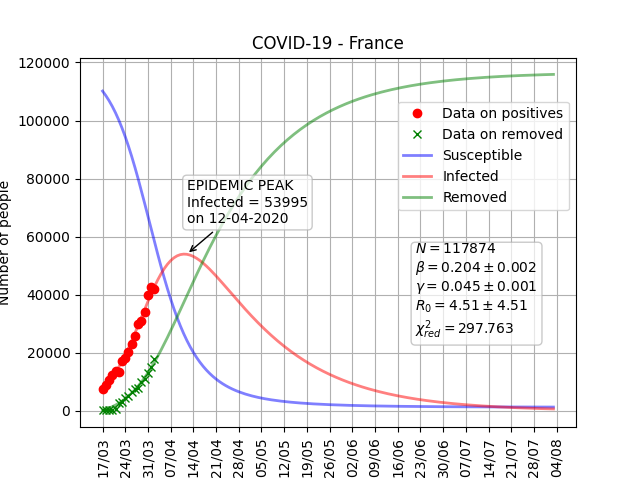 COVID-19 - France
Number of people
120000
100000
80000
60000
40000
20000
0
Data on positives
Data on removed
Susceptible
Infected
Removed
EPIDEMIC PEAK
Infected = 53995
on 12-04-2020
N = 117874
β = 0.204 ± 0.002
γ = 0.045 ± 0.001
R₀ = 4.51 ± 4.51
χ²_red = 297.763
17/03
24/03
31/03
07/04
14/04
21/04
28/04
05/05
12/05
19/05
26/05
02/06
09/06
16/06
23/06
30/06
07/07
14/07
21/07
28/07
04/08